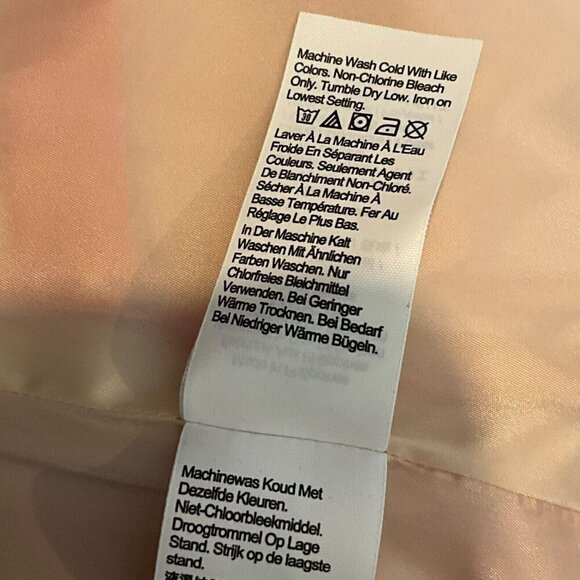 Machine Wash Cold With Like
Colors. Non-Chlorine Bleach
Only. Tumble Dry Low. Iron on
Lowest Setting.
30
Laver À La Machine À L'Eau
Froide En Séparant Les
Couleurs. Seulement Agent
De Blanchiment Non-Chloré.
Sécher À La Machine À
Basse Température. Fer Au
Réglage Le Plus Bas.
In Der Maschine Kalt
Waschen Mit Ähnlichen
Farben Waschen. Nur
Chlorfreies Bleichmittel
Verwenden. Bei Geringer
Wärme Trocknen. Bei Bedarf
Bei Niedriger Wärme Bügeln.
Made in Philippines
Machinewas Koud Met
Dezelfde Kleuren.
Niet-Chloorbleekmiddel.
Droogtrommel Op Lage
Stand. Strijk op de laagste
stand.